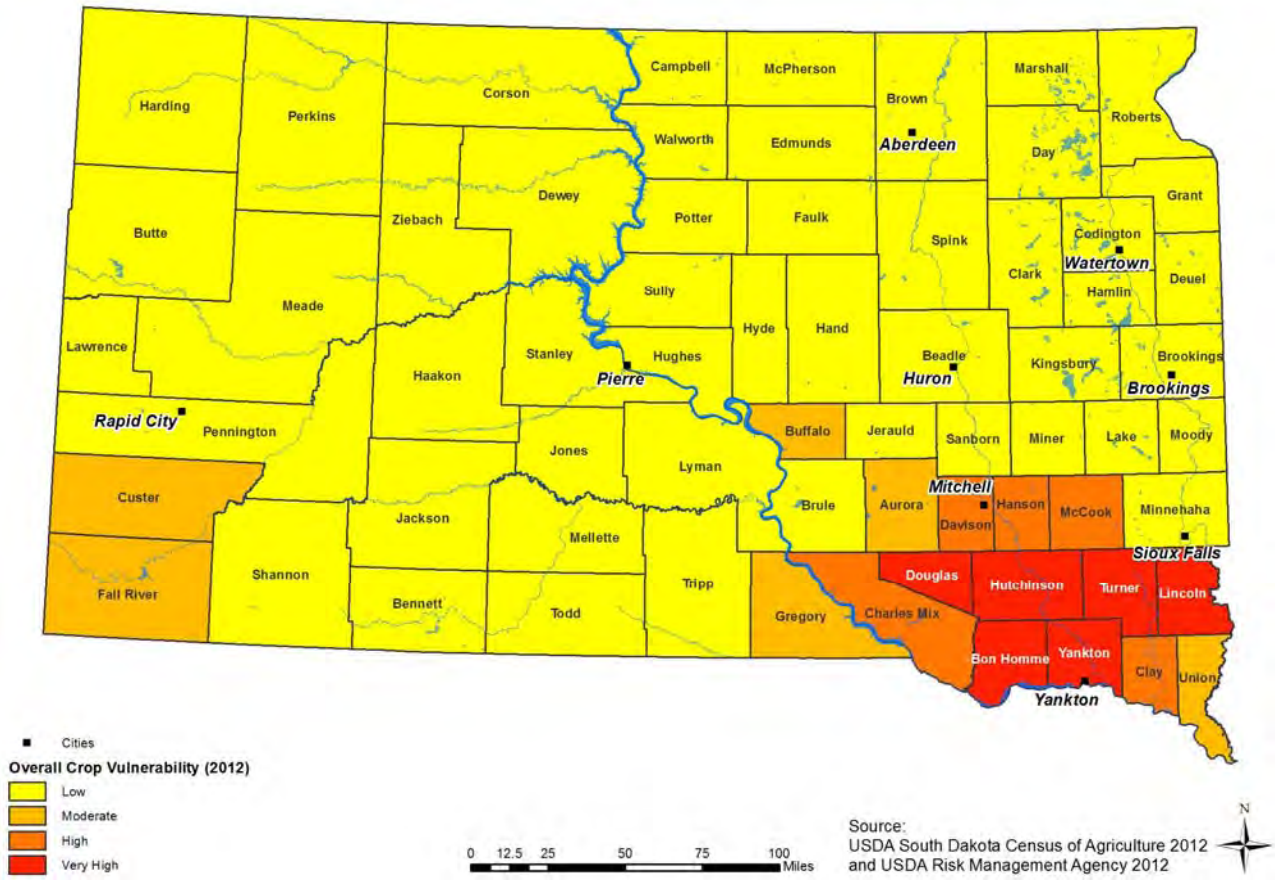 Campbell
McPherson
Brown
Marshall
Roberts
Harding
Perkins
Corson
Walworth
Edmunds
Aberdeen
Day
Grant
Butte
Ziebach
Dewey
Potter
Faulk
Spink
Codington
Watertown
Clark
Hamlin
Deuel
Meade
Sully
Hyde
Hand
Lawrence
Haakon
Stanley
Hughes
Pierre
Beadle
Huron
Kingsbury
Brookings
Brookings
Rapid City
Pennington
Jones
Lyman
Buffalo
Jerauld
Sanborn
Miner
Lake
Moody
Custer
Jackson
Mellette
Brule
Aurora
Mitchell
Davison
Hanson
McCook
Minnehaha
Sioux Falls
Fall River
Shannon
Bennett
Todd
Tripp
Gregory
Charles Mix
Douglas
Hutchinson
Turner
Lincoln
Bon Homme
Yankton
Clay
Union
Yankton
Cities
Overall Crop Vulnerability (2012)
Low
Moderate
High
Very High
0 12.5 25 50 75 100
Miles
Source:
USDA South Dakota Census of Agriculture 2012
and USDA Risk Management Agency 2012
N